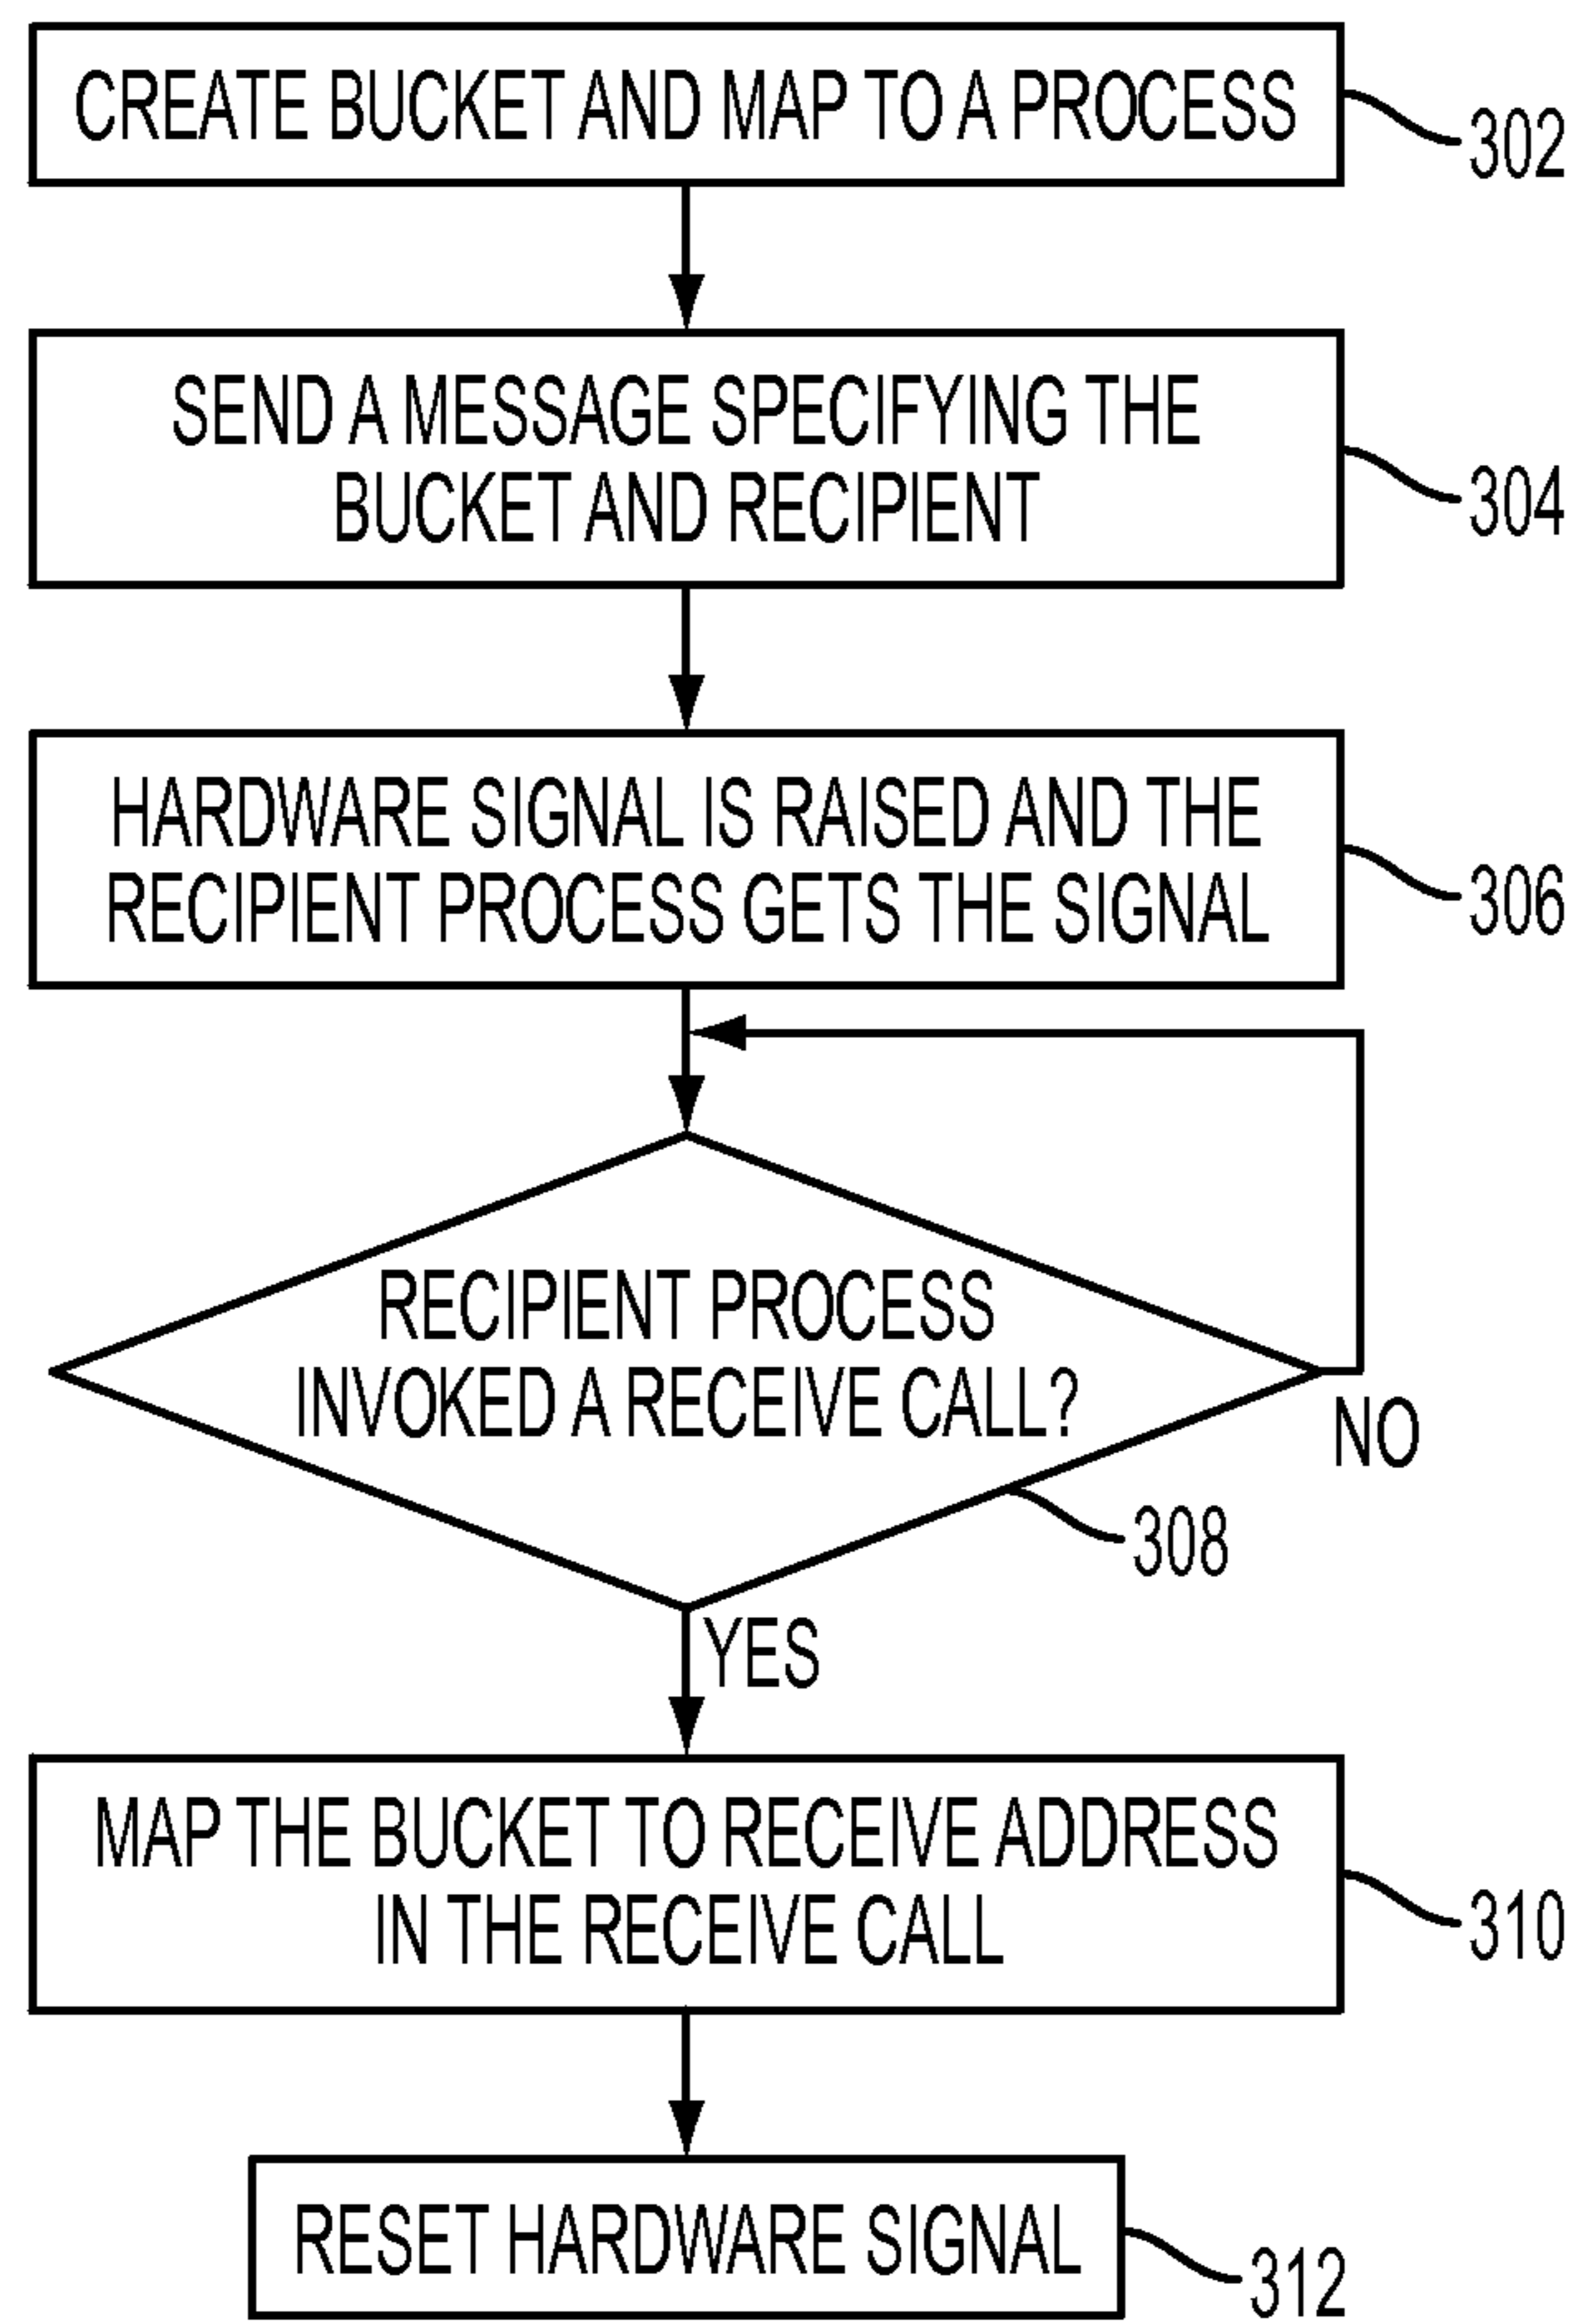 CREATE BUCKET AND MAP TO A PROCESS
302
SEND A MESSAGE SPECIFYING THE
BUCKET AND RECIPIENT
304
HARDWARE SIGNAL IS RAISED AND THE
RECIPIENT PROCESS GETS THE SIGNAL
306
RECIPIENT PROCESS
INVOKED A RECEIVE CALL?
NO
308
YES
MAP THE BUCKET TO RECEIVE ADDRESS
IN THE RECEIVE CALL
310
RESET HARDWARE SIGNAL
312